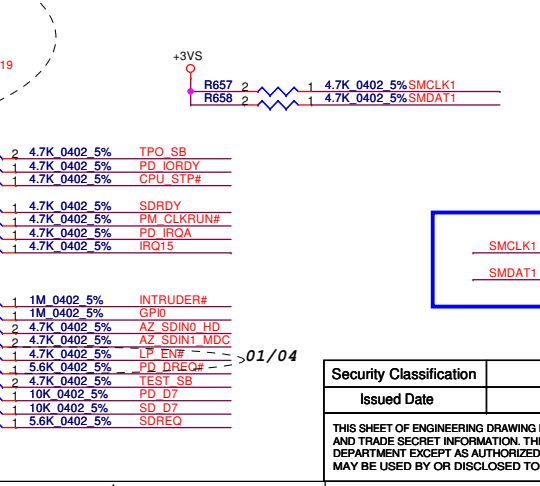 19
+3VS
R657 2 1 4.7K_0402_5% SMCLK1
R658 2 1 4.7K_0402_5% SMDAT1
2 4.7K_0402_5% TPO_SB
1 4.7K_0402_5% PD_IORDY
1 4.7K_0402_5% CPU_STP#
1 4.7K_0402_5% SDRDY
1 4.7K_0402_5% PM_CLKRUN#
1 4.7K_0402_5% PD_IRQA
1 4.7K_0402_5% IRQ15
SMCLK1
SMDAT1
1 1M_0402_5% INTRUDER#
1 1M_0402_5% GPI0
2 4.7K_0402_5% AZ_SDIN0_HD
2 4.7K_0402_5% AZ_SDIN1_MDC
1 4.7K_0402_5% LP_EN#
01/04
1 5.6K_0402_5% PD_DREQ#
2 4.7K_0402_5% TEST_SB
1 10K_0402_5% PD_D7
1 10K_0402_5% SD_D7
1 5.6K_0402_5% SDREQ
Security Classification
Issued Date
THIS SHEET OF ENGINEERING DRAWING
AND TRADE SECRET INFORMATION. THI
DEPARTMENT EXCEPT AS AUTHORIZED
MAY BE USED BY OR DISCLOSED TO